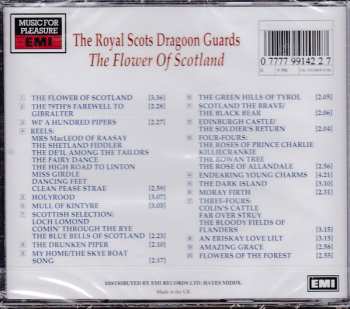 MUSIC FOR
PLEASURE
EMI
The Royal Scots Dragoon Guards
The Flower Of Scotland
0 77779 91422 7
THE FLOWER OF SCOTLAND [3.36]
THE 79TH'S FAREWELL TO
GIBRALTER [2.28]
WI' A HUNDRED PIPERS [2.27]
REELS:
MRS MacLEOD OF RAASAY
THE SHETLAND FIDDLER
THE DE'IL AMONG THE TAILORS
THE FAIRY DANCE
THE HIGH ROAD TO LINTON
MISS GIRDLE
DANCING FEET
CLEAN PEASE STRAE [2.59]
HOLYROOD [3.07]
MULL OF KINTYRE [3.03]
SCOTTISH SELECTION:
LOCH LOMOND
COMIN' THROUGH THE RYE
THE BLUE BELLS OF SCOTLAND [2.23]
THE DRUNKEN PIPER [2.10]
MY HOME/THE SKYE BOAT
SONG [2.17]
THE GREEN HILLS OF TYROL [2.05]
SCOTLAND THE BRAVE/
THE BLACK BEAR [2.06]
EDINBURGH CASTLE/
THE SOLDIER'S RETURN [2.04]
FOUR-FOURS:
THE ROSES OF PRINCE CHARLIE
KILLIECRANKIE
THE ROWAN TREE
THE ROSE OF ALLANDALE [2.56]
ENDEARING YOUNG CHARMS [4.21]
THE DARK ISLAND [3.10]
MORAY FIRTH [2.31]
THREE-FOURS:
COLIN'S CATTLE
FAR OVER STRUY
THE BLOODY FIELDS OF
FLANDERS [3.15]
AN ERISKAY LOVE LILT [3.15]
AMAZING GRACE [2.56]
FLOWERS OF THE FOREST [2.55]
DISTRIBUTED BY EMI RECORDS LTD. HAYES MIDDX.
Made in the UK
EMI